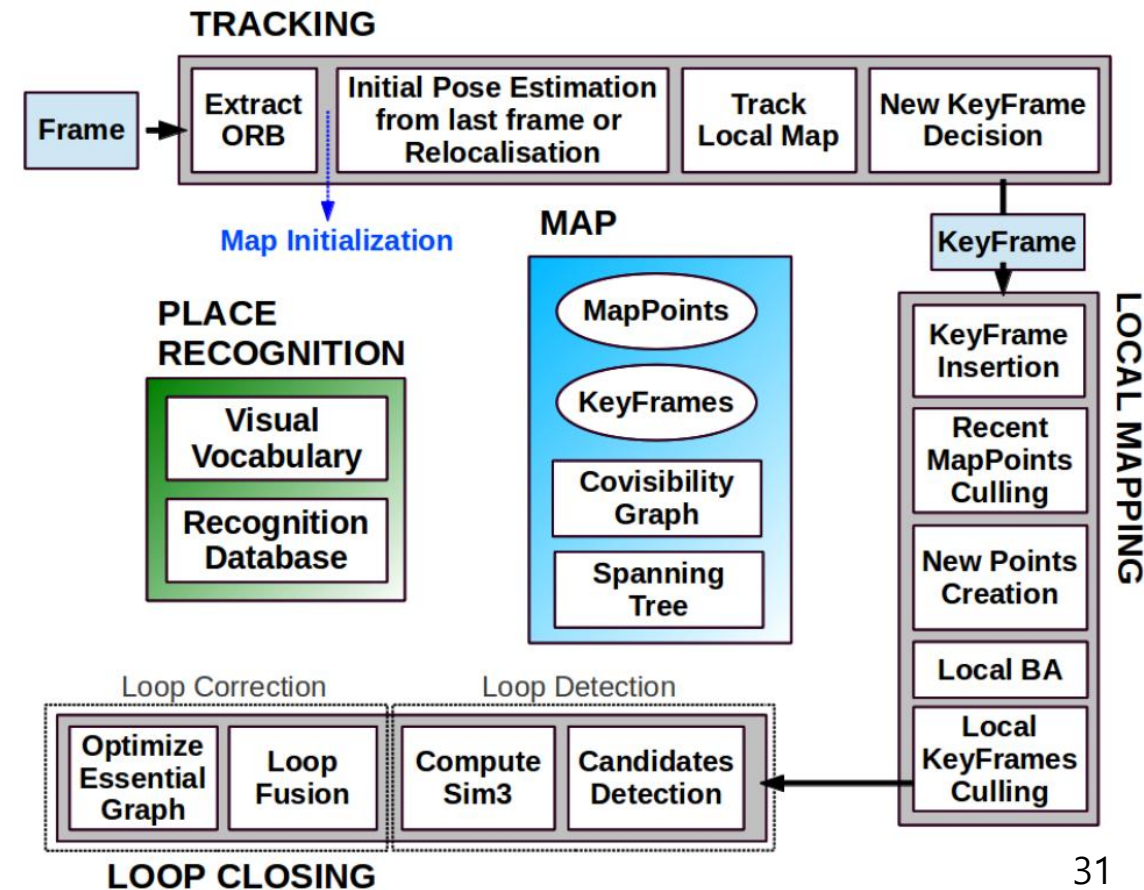 TRACKING
Frame
Extract
ORB
Initial Pose Estimation
from last frame or
Relocalisation
Track
Local Map
New KeyFrame
Decision
Map Initialization
KeyFrame
MAP
MapPoints
KeyFrames
Covisibility
Graph
Spanning
Tree
PLACE
RECOGNITION
Visual
Vocabulary
Recognition
Database
LOCAL MAPPING
KeyFrame
Insertion
Recent
MapPoints
Culling
New Points
Creation
Local BA
Local
KeyFrames
Culling
Loop Correction
Loop Detection
Optimize
Essential
Graph
Loop
Fusion
Compute
Sim3
Candidates
Detection
LOOP CLOSING
31